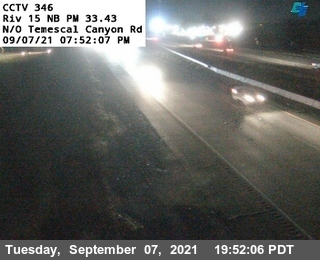 CCTV 346
Riv 15 NB PM 33.43
N/O Temescal Canyon Rd
09/07/21 07:52:07 PM
Tuesday, September 07, 2021 19:52:06 PDT